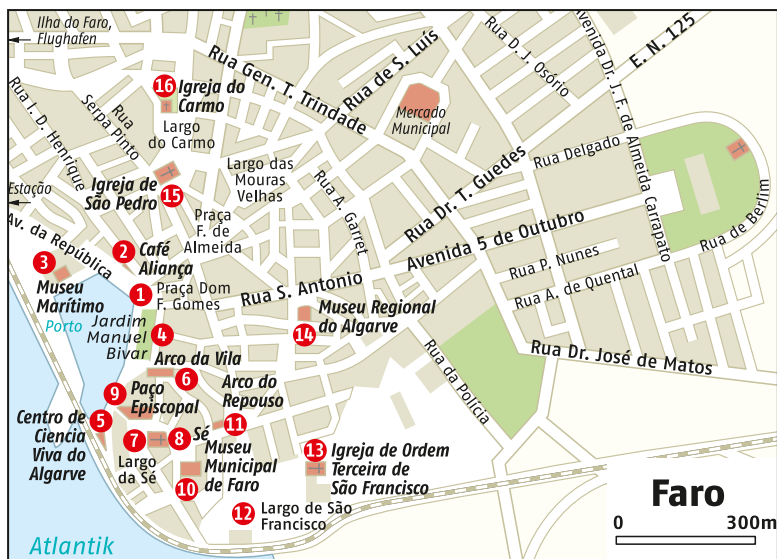 Ilha do Faro,
Flughafen
Rua Gen. T. Trindade
Rua de S. Luís
Rua D. J. Osório
Avenida Dr. J. F. de Almeida Carrapato
E. N. 125
16 Igreja do
Carmo
Largo
do Carmo
Mercado
Municipal
Rua I. D. Henrique
Rua
Serpa Pinto
Largo das
Mouras
Velhas
Rua Delgado
Rua Dr. T. Guedes
Igreja de
São Pedro
15
Rua A. Garret
Estação
Av. da República
Praça
F. de
Almeida
Avenida 5 de Outubro
Rua de Berlim
2 Café
Aliança
3
Museu
Marítimo
Porto
1 Praça Dom
F. Gomes
Rua S. Antonio
Rua P. Nunes
Rua A. de Quental
Museu Regional
do Algarve
14
Jardim
Manuel
Bivar
4
Arco da Vila
6
Rua da Polícia
Rua Dr. José de Matos
9 Paço
Episcopal
Arco do
Repouso
11
5
Centro de
Ciencia
Viva do
Algarve
7
Largo
da Sé
8 Sé
Museu
Municipal
de Faro
10
13 Igreja de Ordem
Terceira de
São Francisco
12 Largo de São
Francisco
Atlantik
Faro
0 300m